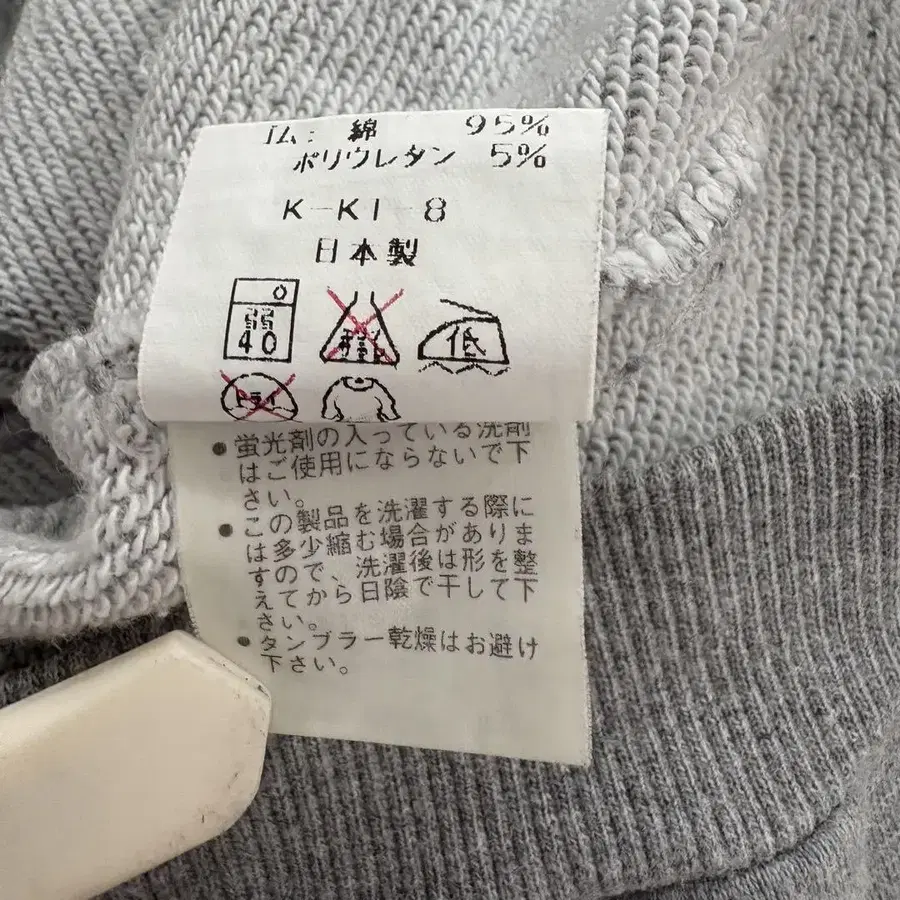 ゴム: 綿 95%
ポリウレタン 5%
K-KI-8
日本製
弱
40
低
ドライ
● 蛍光剤の入っている洗剤
はご使用にならないで下
さい。
● この製品を洗濯する際に
は多少縮む場合がありま
すので、洗濯後は形を整
えてから日陰で干して下
さい。
● タンブラー乾燥はお避け
下さい。